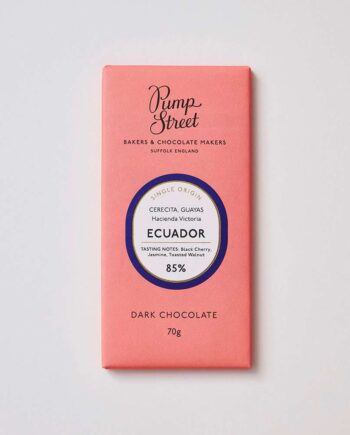 Pump
Street
BAKERS & CHOCOLATE MAKERS
SUFFOLK ENGLAND
SINGLE ORIGIN
CERECITA, GUAYAS
Hacienda Victoria
ECUADOR
TASTING NOTES: Black Cherry,
Jasmine, Toasted Walnut
85%
DARK CHOCOLATE
70g